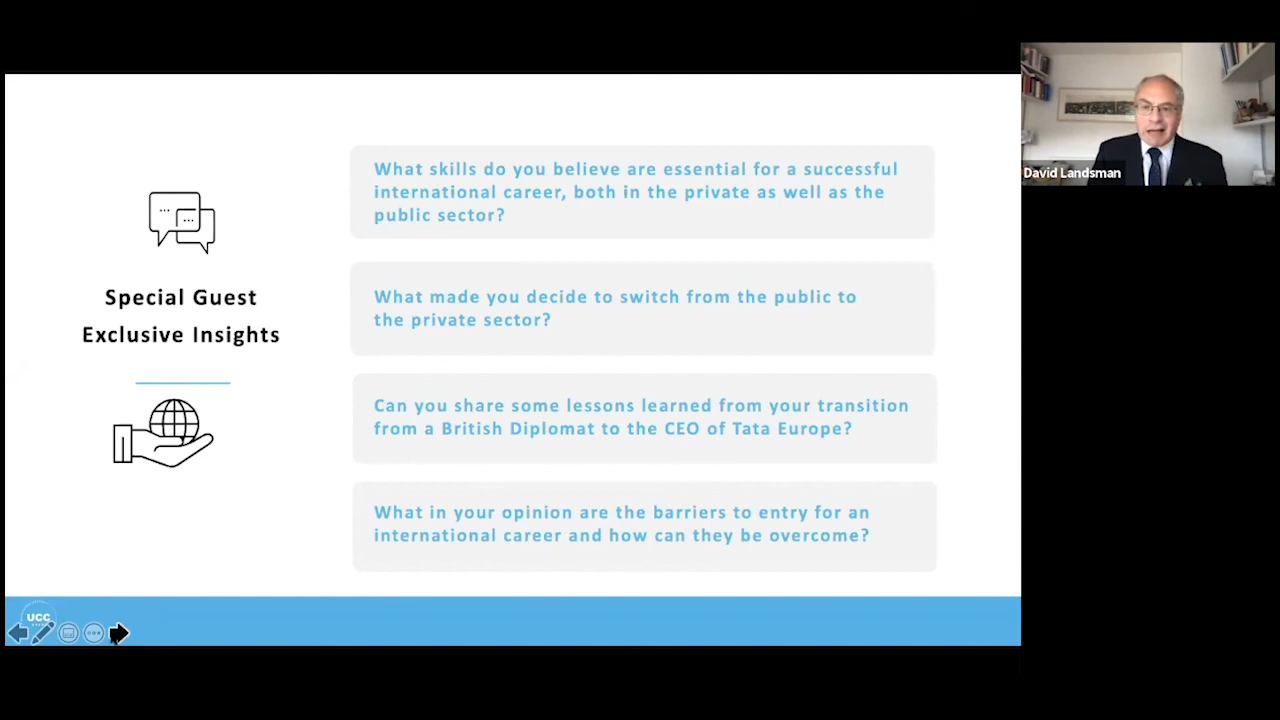 Special Guest
Exclusive Insights
What skills do you believe are essential for a successful
international career, both in the private as well as the
public sector?
What made you decide to switch from the public to
the private sector?
Can you share some lessons learned from your transition
from a British Diplomat to the CEO of Tata Europe?
What in your opinion are the barriers to entry for an
international career and how can they be overcome?
UCC
David Landsman